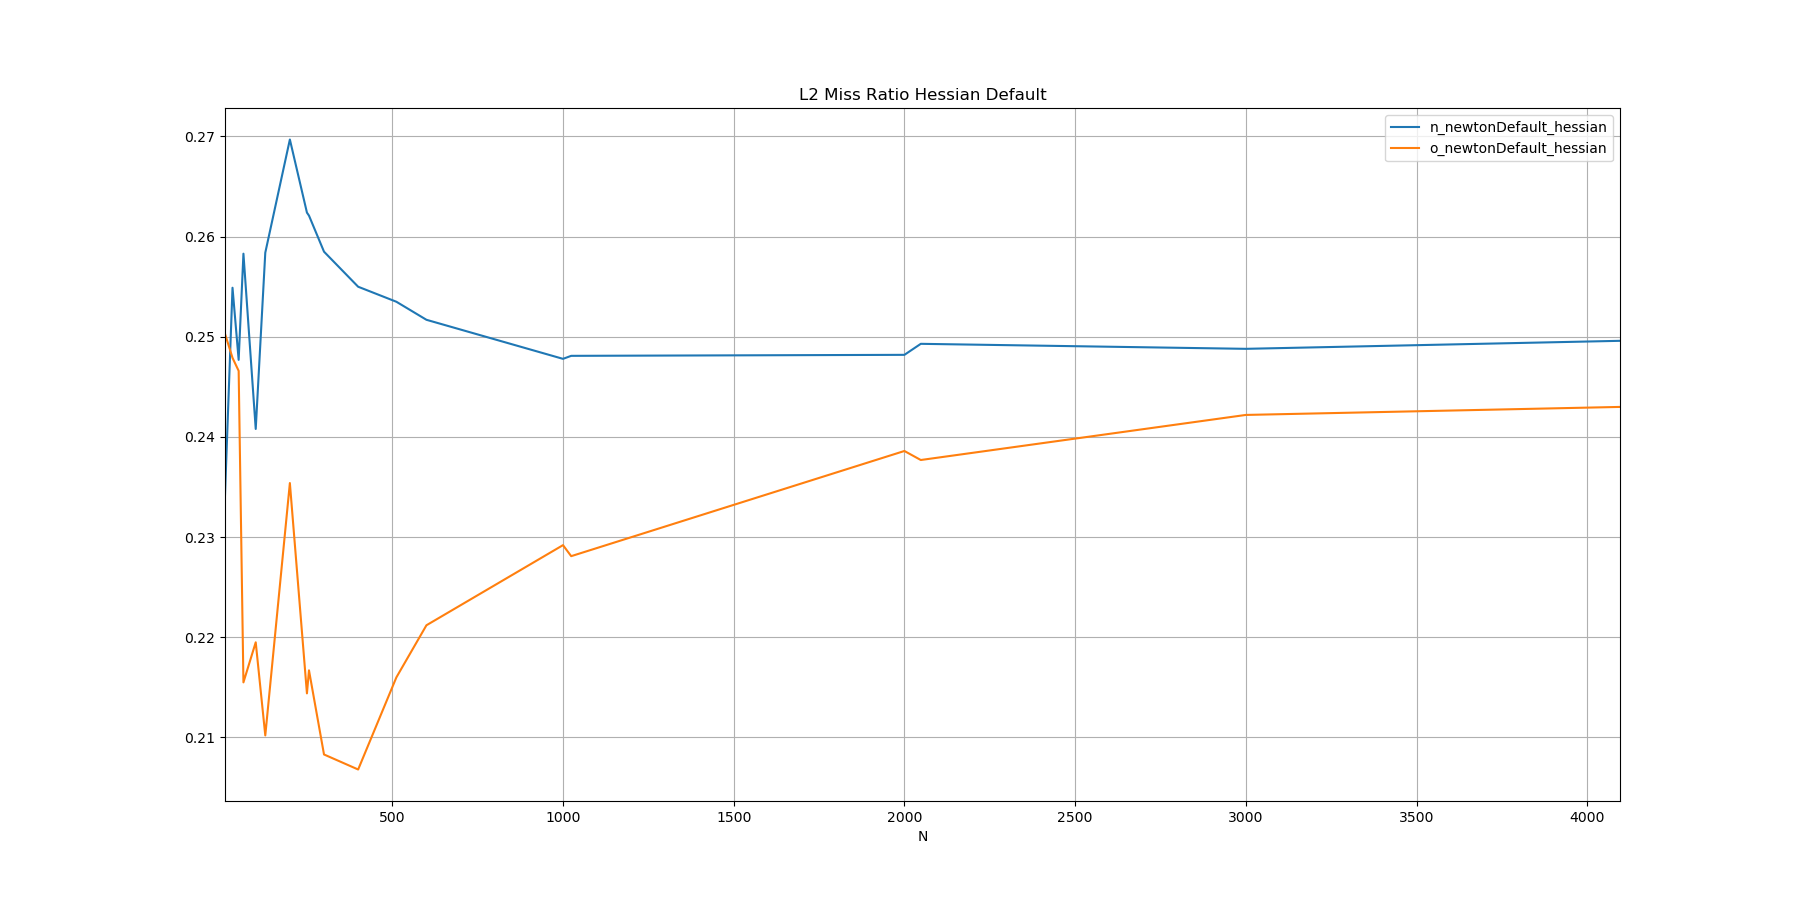 L2 Miss Ratio Hessian Default
n_newtonDefault_hessian
o_newtonDefault_hessian
0.27
0.26
0.25
0.24
0.23
0.22
0.21
500 1000 1500 2000 2500 3000 3500 4000
N